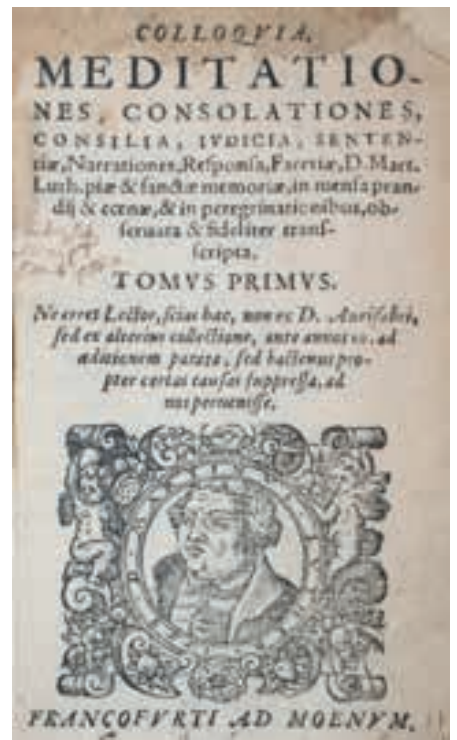 COLLOQVIA,
MEDITATIO-
NES, CONSOLATIONES,
CONSILIA, IVDICIA, SENTEN-
tiæ, Narrationes, Reſponſa, Facetiæ, D. Mart.
Luth. piæ & ſanctæ memoriæ, in menſa pran-
dij & cœnæ, & in peregrinationibus, ob-
ſeruata & fideliter tranſ-
ſcripta.
TOMVS PRIMVS.
Ne erret Lector, ſciat hæc, non ex D. Aurifabri,
ſed ex alterius collectione, ante annos 10. ad
æditionem parata, ſed hactenus pro-
pter certas cauſas ſuppreſſa, ad
nos perueniſſe.
FRANCOFVRTI AD MOENVM.